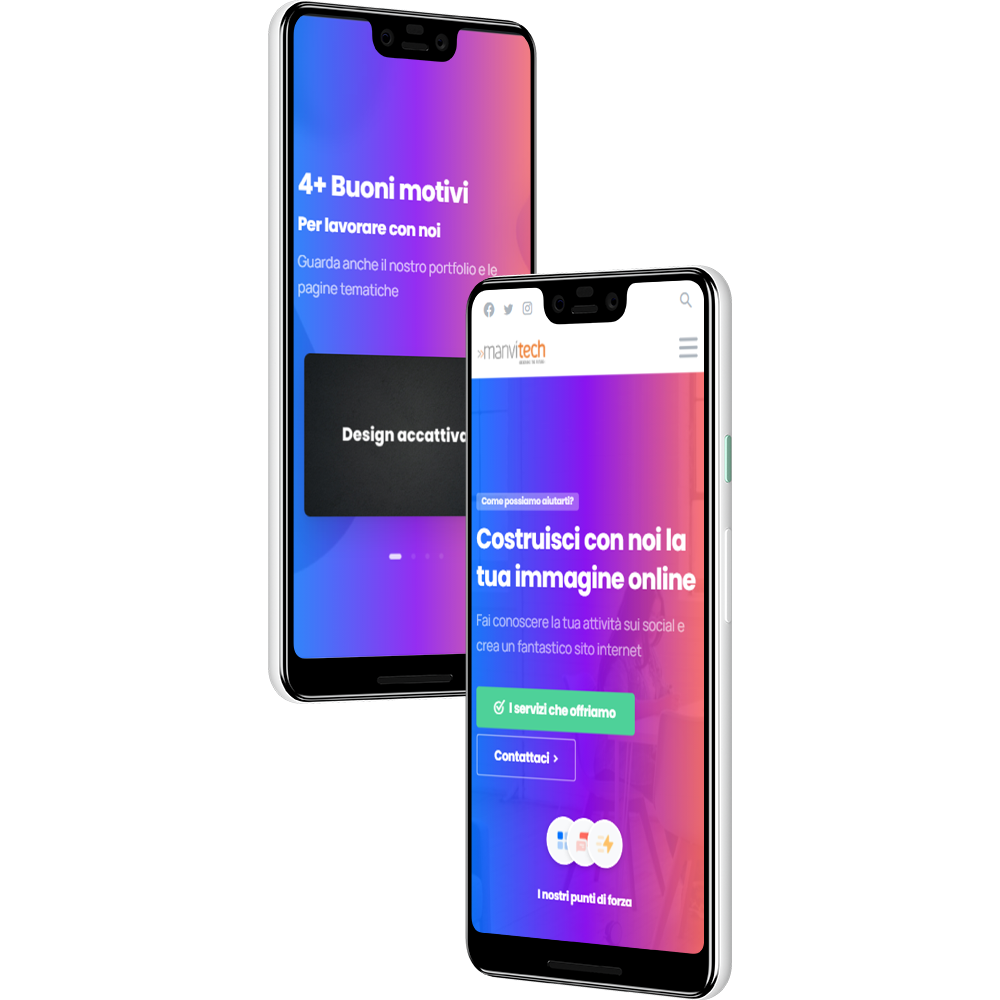 4+ Buoni motivi
Per lavorare con noi
Guarda anche il nostro portfolio e le
pagine tematiche
Design accattiva
manvitech
Come possiamo aiutarti?
Costruisci con noi la
tua immagine online
Fai conoscere la tua attività sui social e
crea un fantastico sito internet
I servizi che offriamo
Contattaci ›
I nostri punti di forza